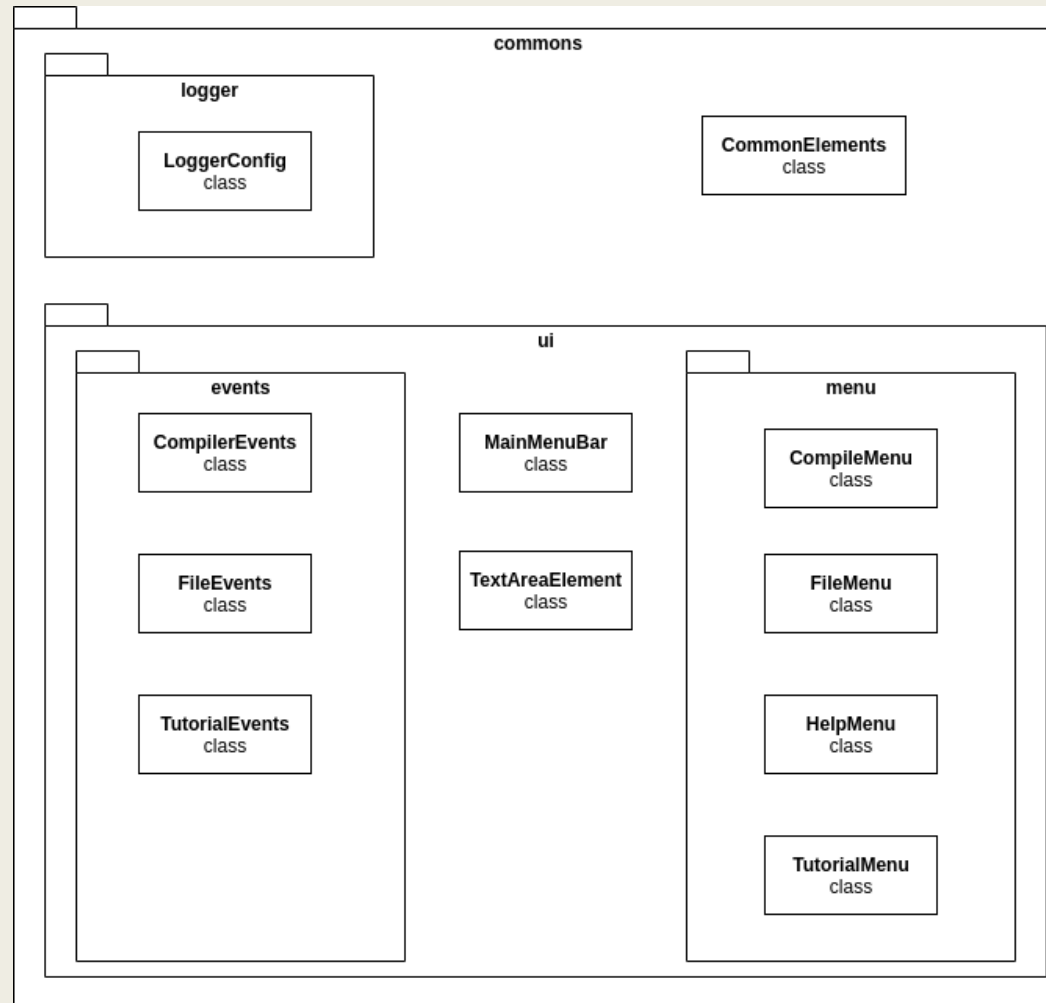 commons
logger
LoggerConfig
class
CommonElements
class
ui
events
CompilerEvents
class
FileEvents
class
TutorialEvents
class
MainMenuBar
class
TextAreaElement
class
menu
CompileMenu
class
FileMenu
class
HelpMenu
class
TutorialMenu
class